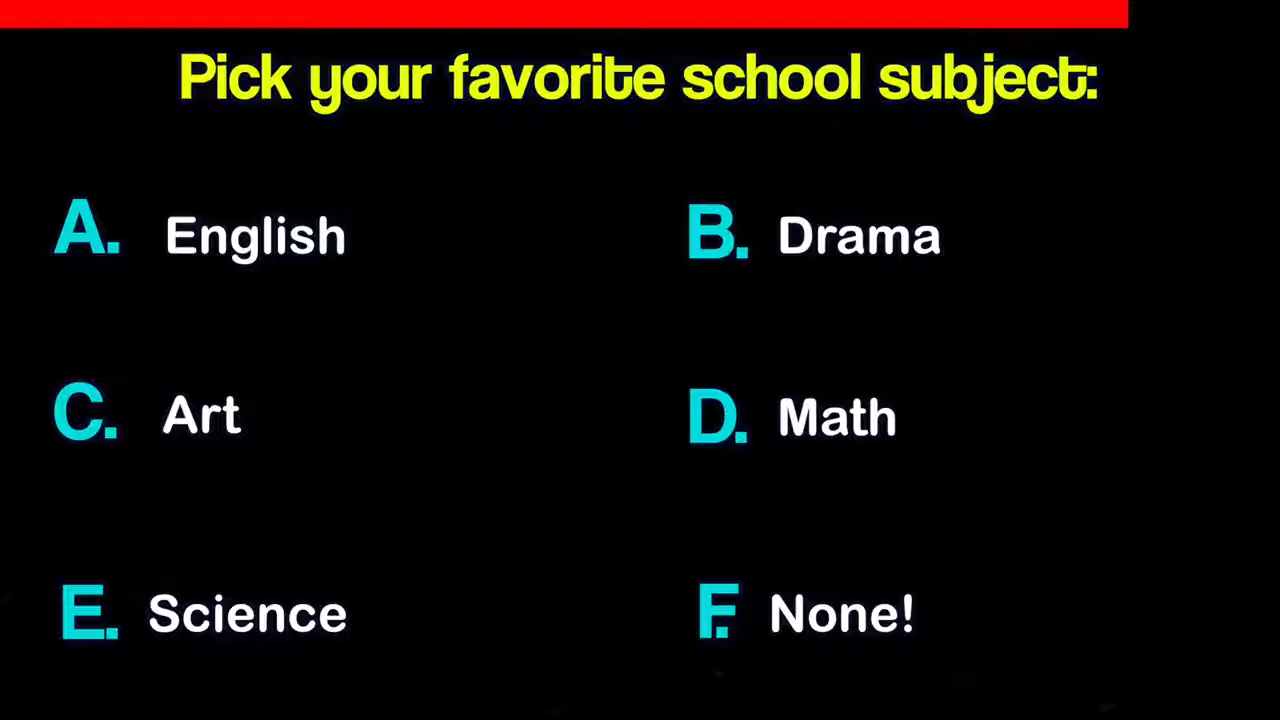 Pick your favorite school subject:
A. English
B. Drama
C. Art
D. Math
E. Science
F. None!